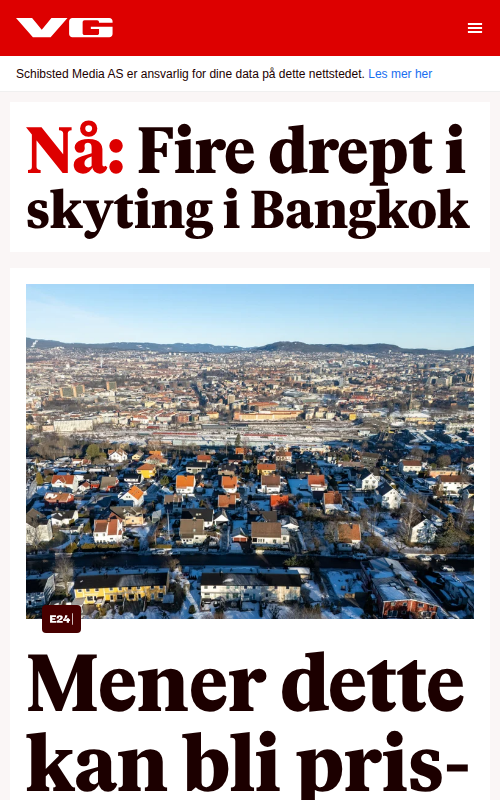 VG
Schibsted Media AS er ansvarlig for dine data på dette nettstedet. Les mer her
Nå: Fire drept i
skyting i Bangkok
E24
Mener dette
kan bli pris-